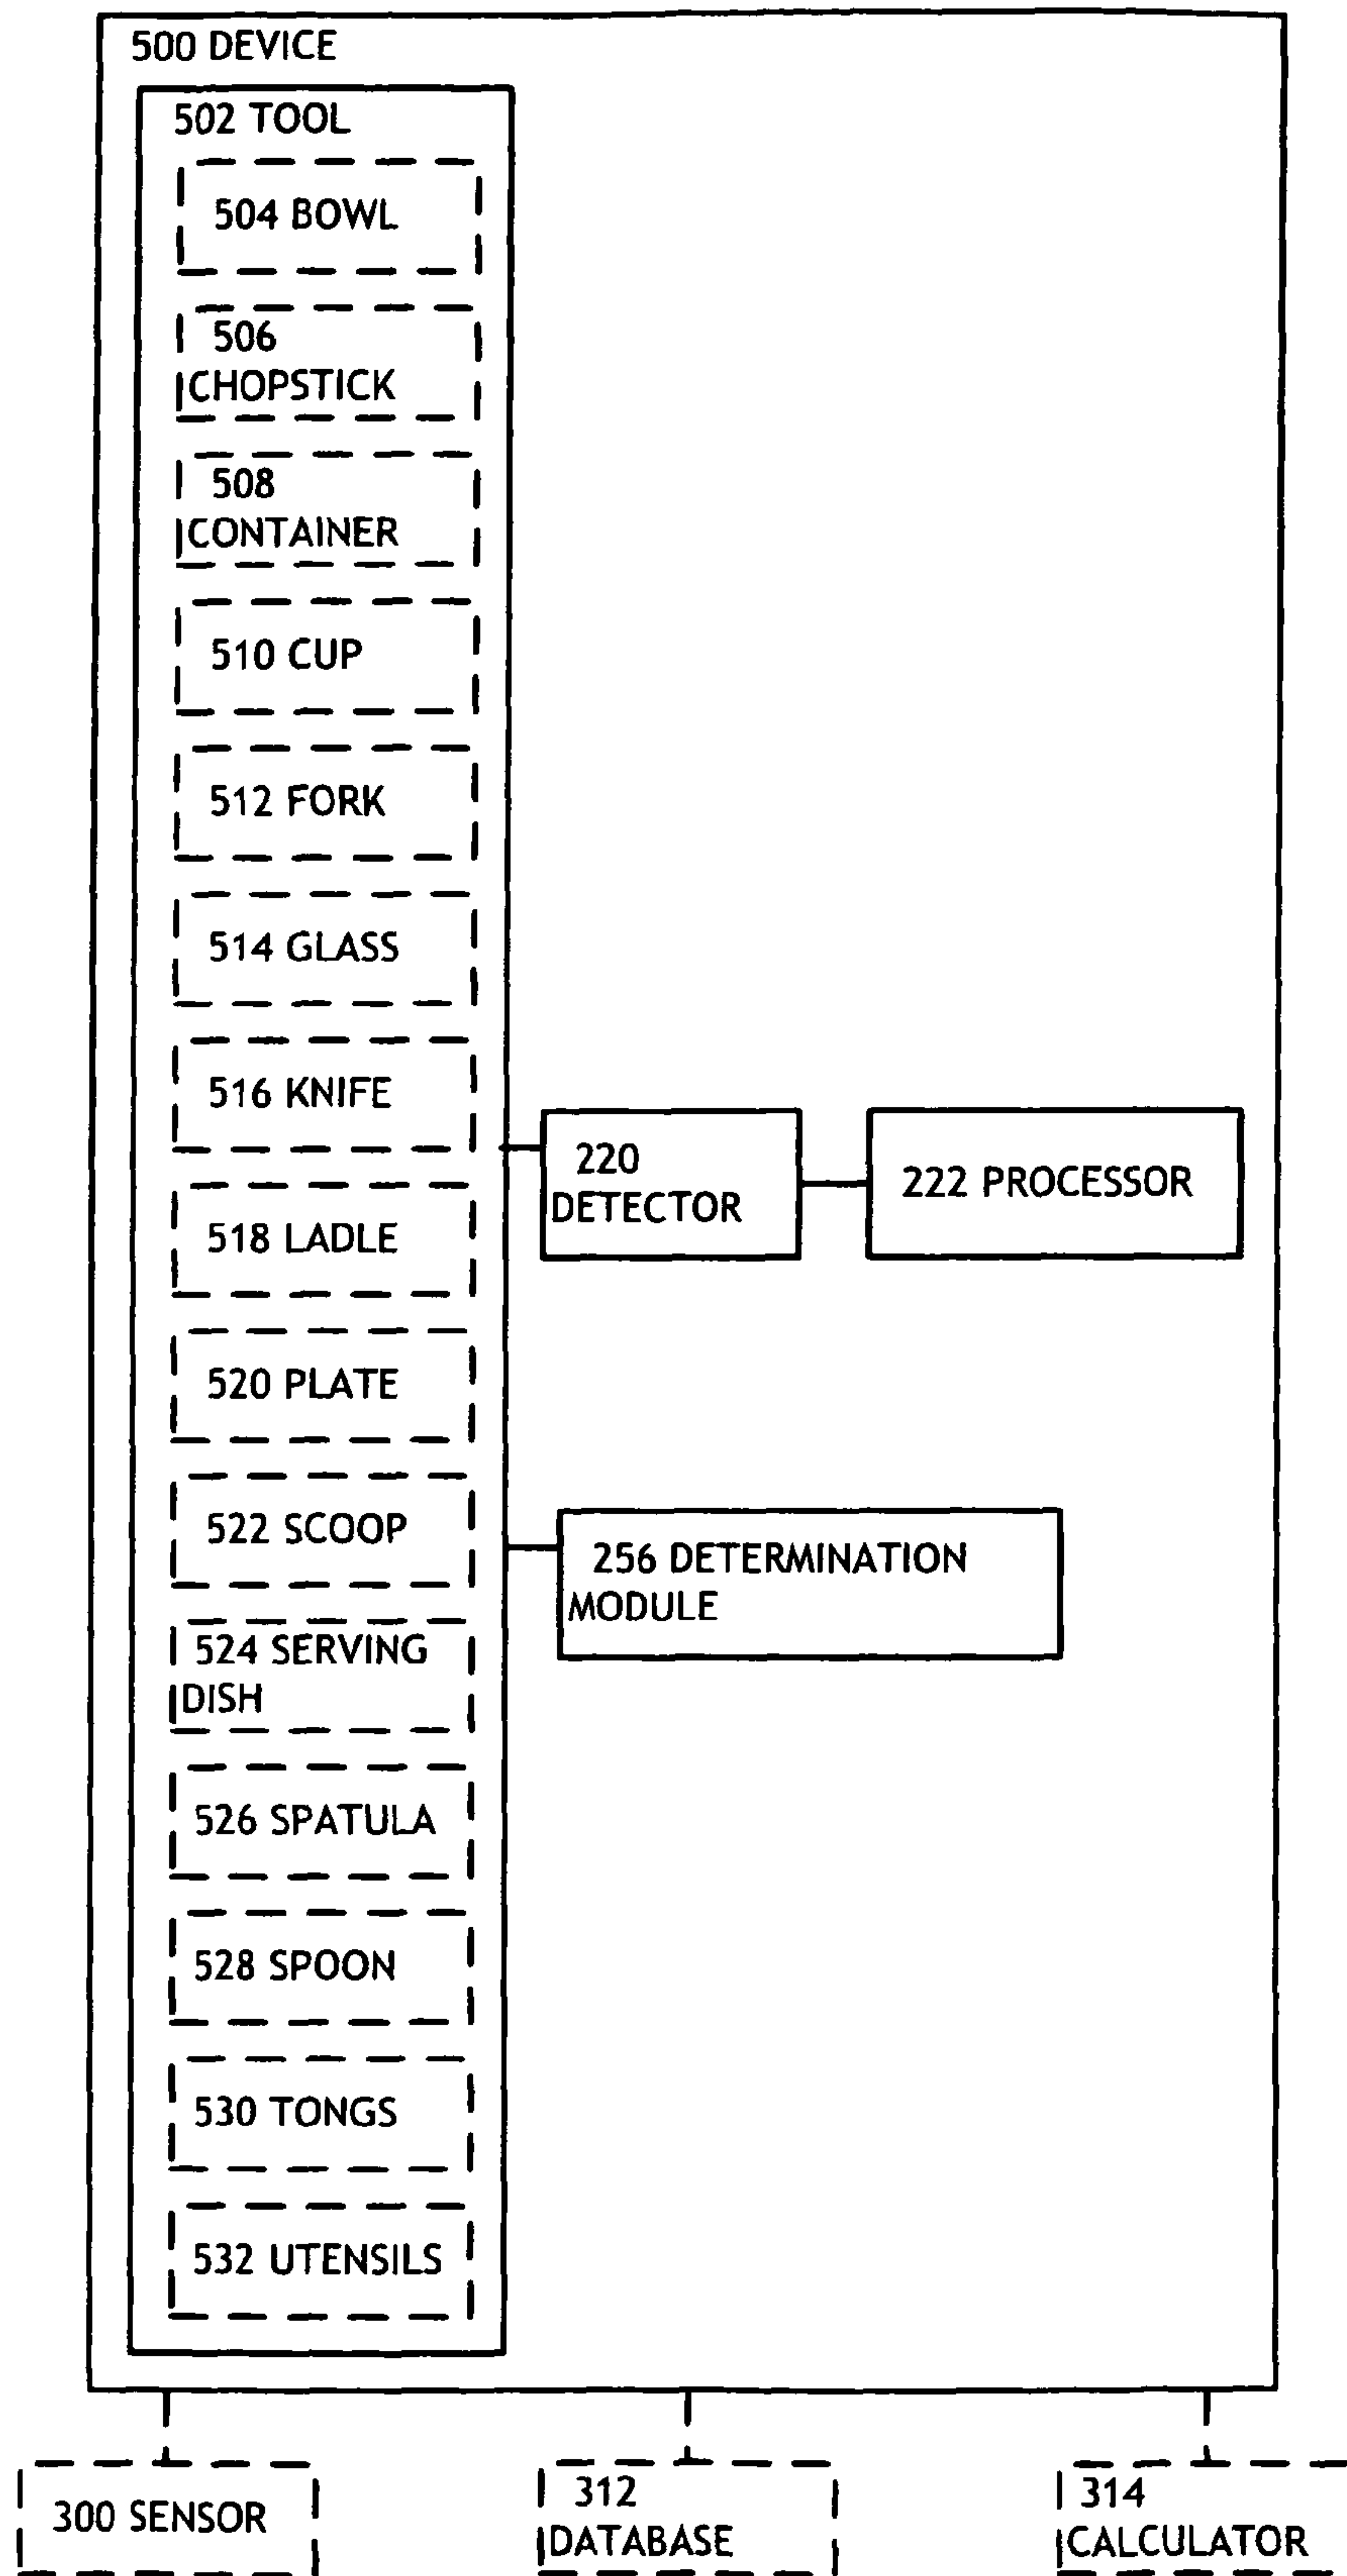 500 DEVICE
502 TOOL
504 BOWL
506
CHOPSTICK
508
CONTAINER
510 CUP
512 FORK
514 GLASS
516 KNIFE
220
DETECTOR
222 PROCESSOR
518 LADLE
520 PLATE
522 SCOOP
256 DETERMINATION
MODULE
524 SERVING
DISH
526 SPATULA
528 SPOON
530 TONGS
532 UTENSILS
300 SENSOR
312
DATABASE
314
CALCULATOR